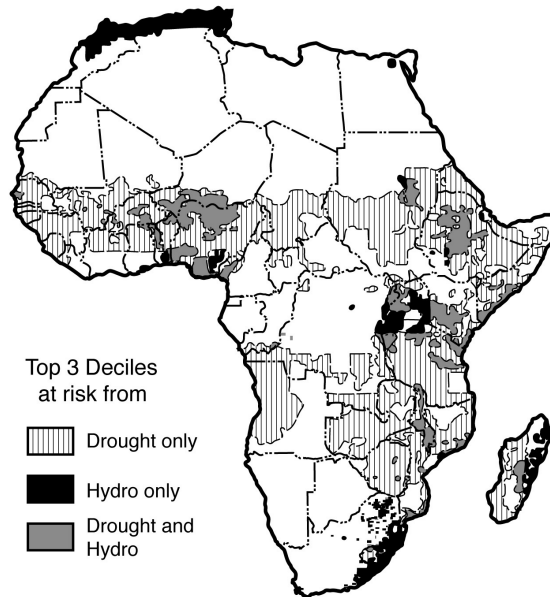 Top 3 Deciles
at risk from
Drought only
Hydro only
Drought and
Hydro